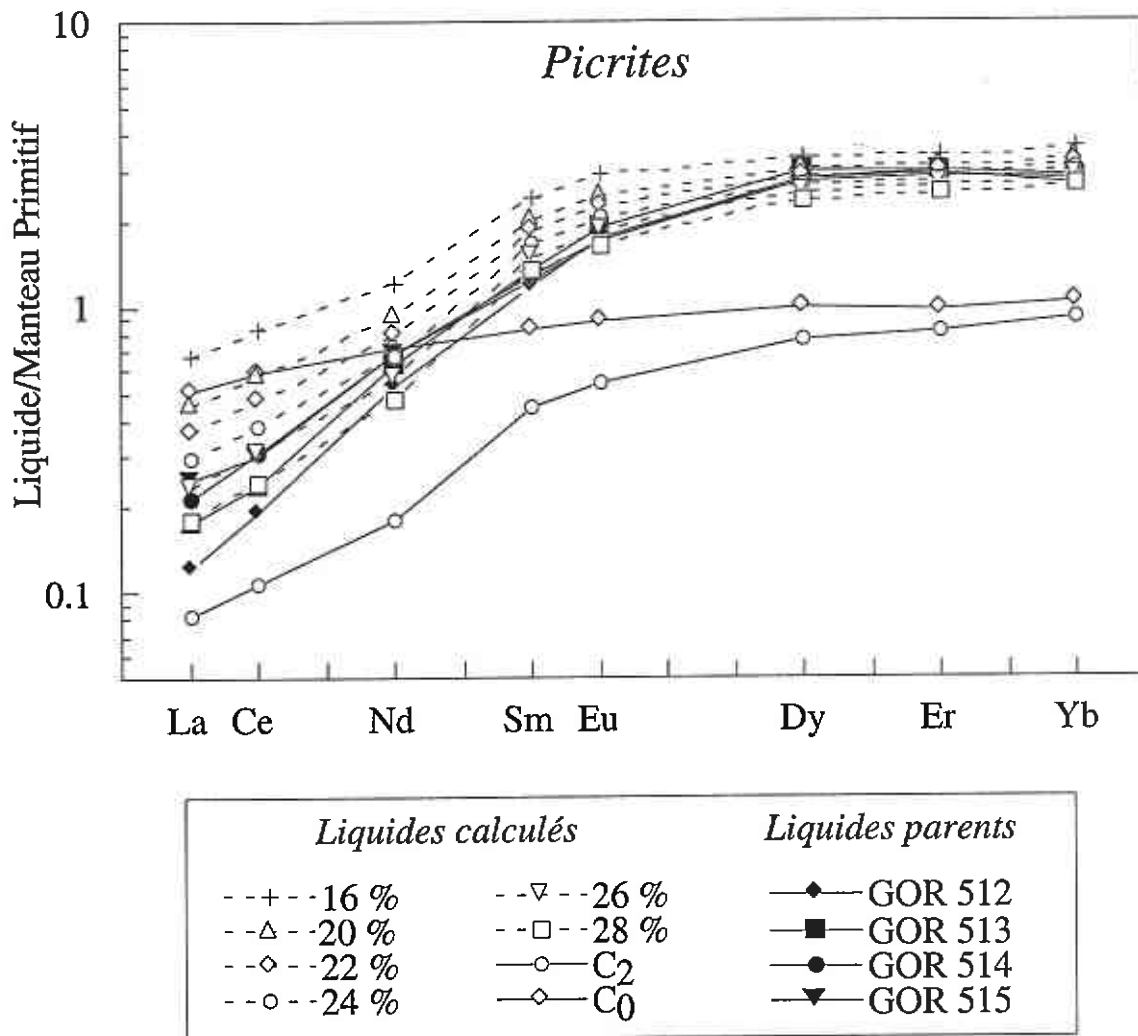 10
Picrites
Liquide/Manteau Primitif
1
0.1
La Ce Nd Sm Eu Dy Er Yb
Liquides calculés Liquides parents
16 % 26 % GOR 512
20 % 28 % GOR 513
22 % C2 GOR 514
24 % C0 GOR 515